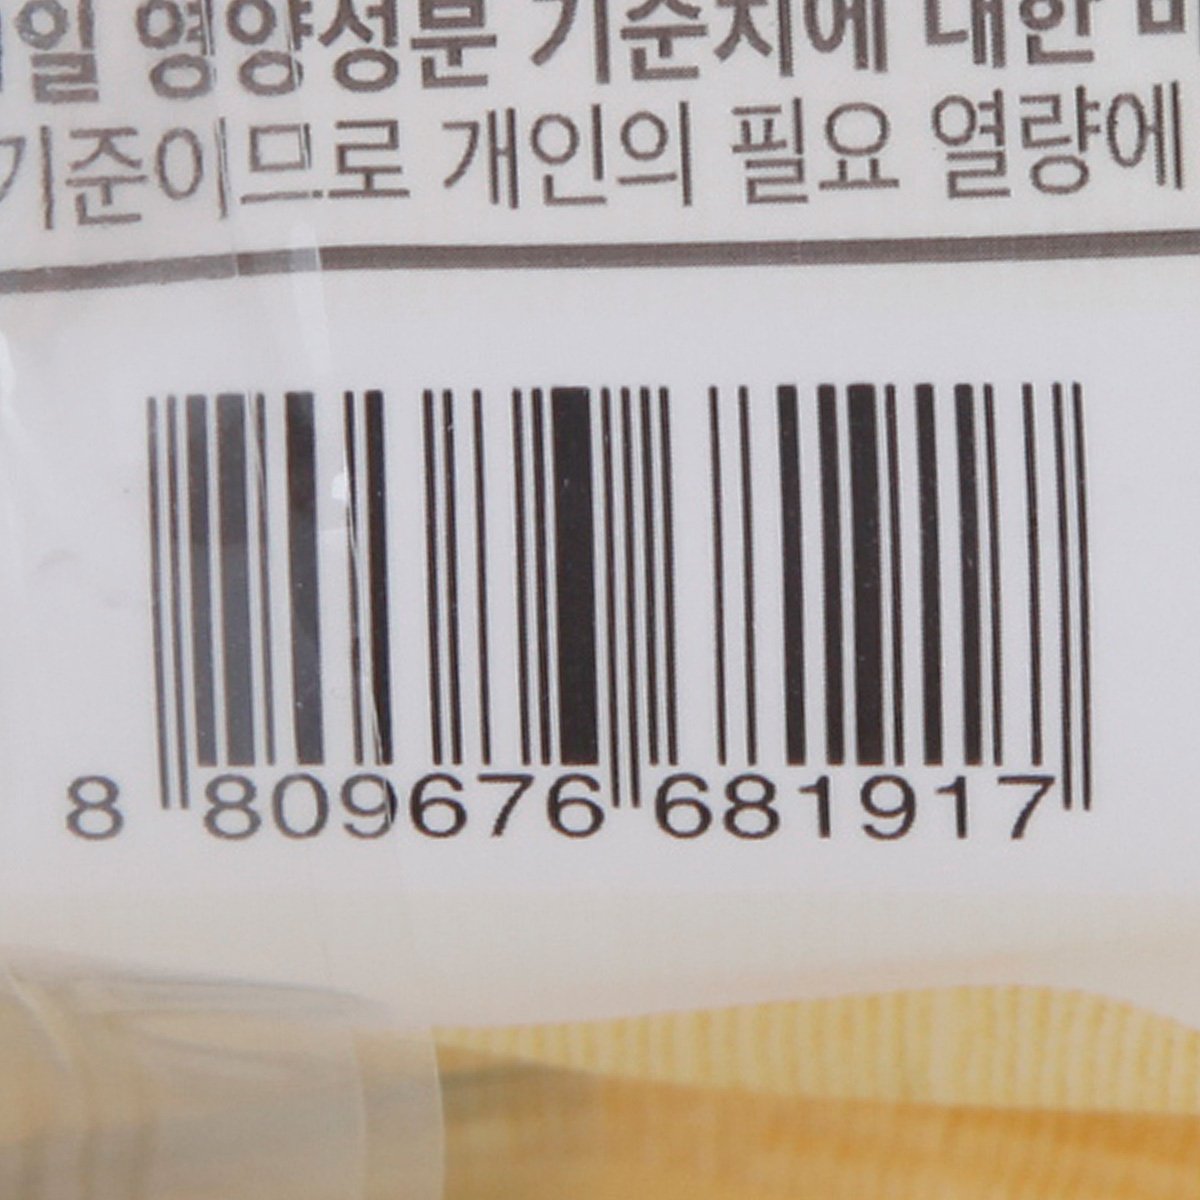 일 영양성분 기준치에 대한
기준이므로 개인의 필요 열량에
8 809676 681917